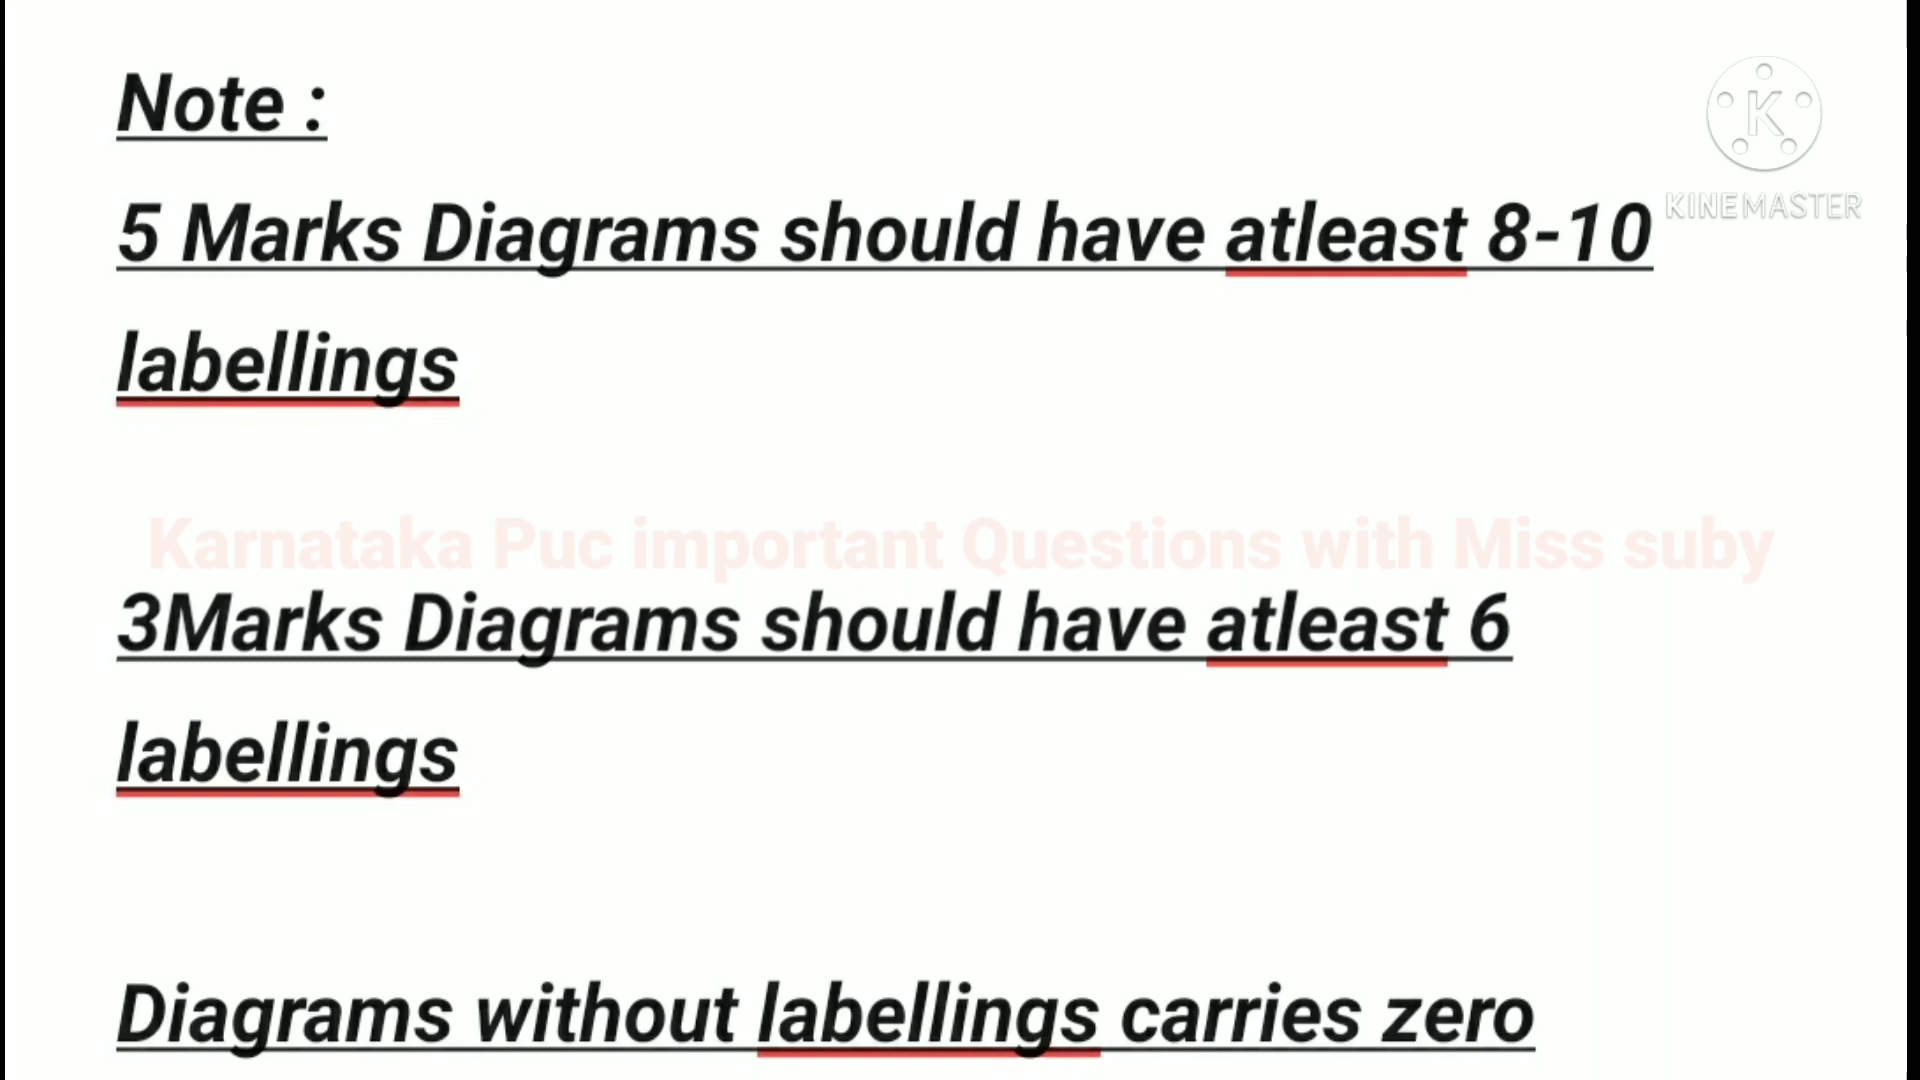 Note :
K
KINEMASTER
5 Marks Diagrams should have atleast 8-10
labellings
Karnataka Puc important Questions with Miss suby
3Marks Diagrams should have atleast 6
labellings
Diagrams without labellings carries zero